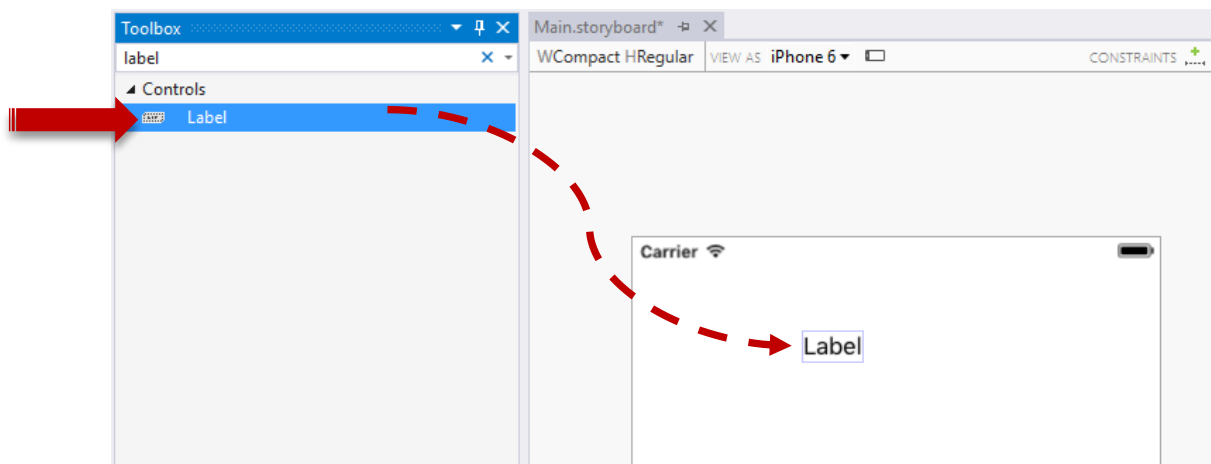 Toolbox
label
Controls
Label
Main.storyboard*
WCompact HRegular VIEW AS iPhone 6 CONSTRAINTS
Carrier
Label